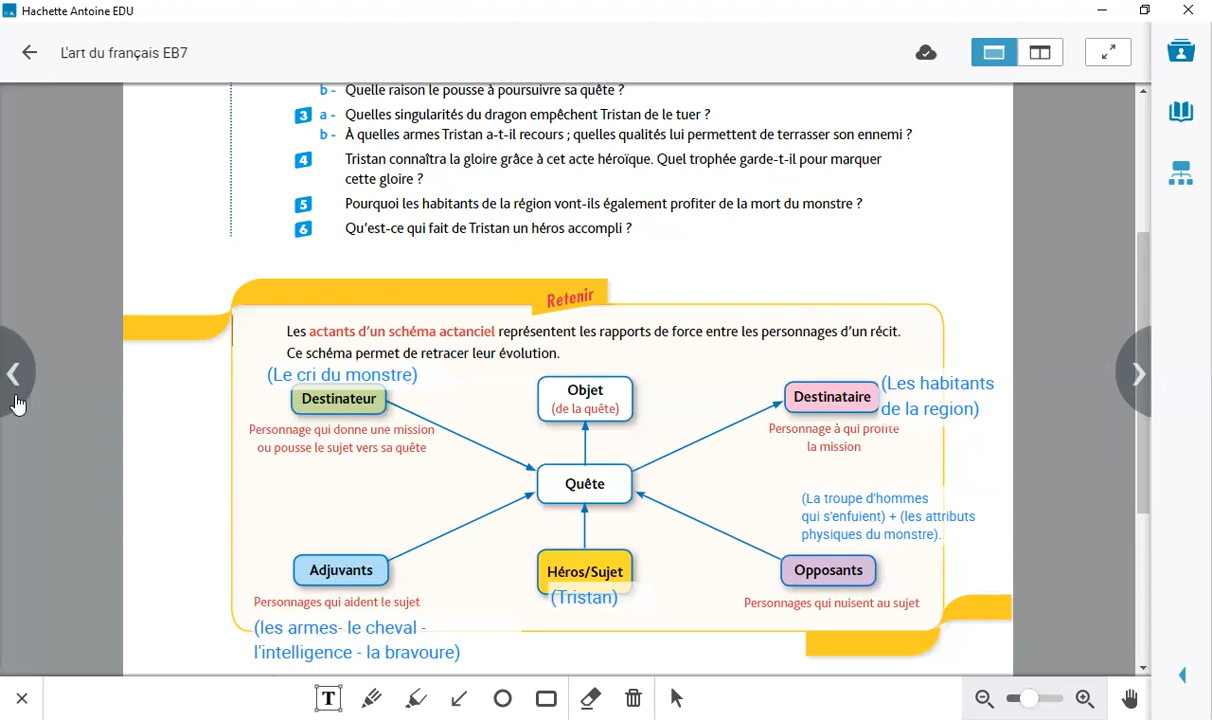 Hachette Antoine EDU
L'art du français EB7
b - Quelle raison le pousse à poursuivre sa quête ?
3 a - Quelles singularités du dragon empêchent Tristan de le tuer ?
b - À quelles armes Tristan a-t-il recours ; quelles qualités lui permettent de terrasser son ennemi ?
4 Tristan connaîtra la gloire grâce à cet acte héroïque. Quel trophée garde-t-il pour marquer
cette gloire ?
5 Pourquoi les habitants de la région vont-ils également profiter de la mort du monstre ?
6 Qu'est-ce qui fait de Tristan un héros accompli ?
Retenir
Les actants d'un schéma actanciel représentent les rapports de force entre les personnages d'un récit.
Ce schéma permet de retracer leur évolution.
(Le cri du monstre)
Destinateur
Personnage qui donne une mission
ou pousse le sujet vers sa quête
Objet
(de la quête)
Destinataire
(Les habitants
de la region)
Personnage à qui profite
la mission
Quête
(La troupe d'hommes
qui s'enfuient) + (les attributs
physiques du monstre).
Adjuvants
Personnages qui aident le sujet
(les armes- le cheval -
l'intelligence - la bravoure)
Héros/Sujet
(Tristan)
Opposants
Personnages qui nuisent au sujet
T